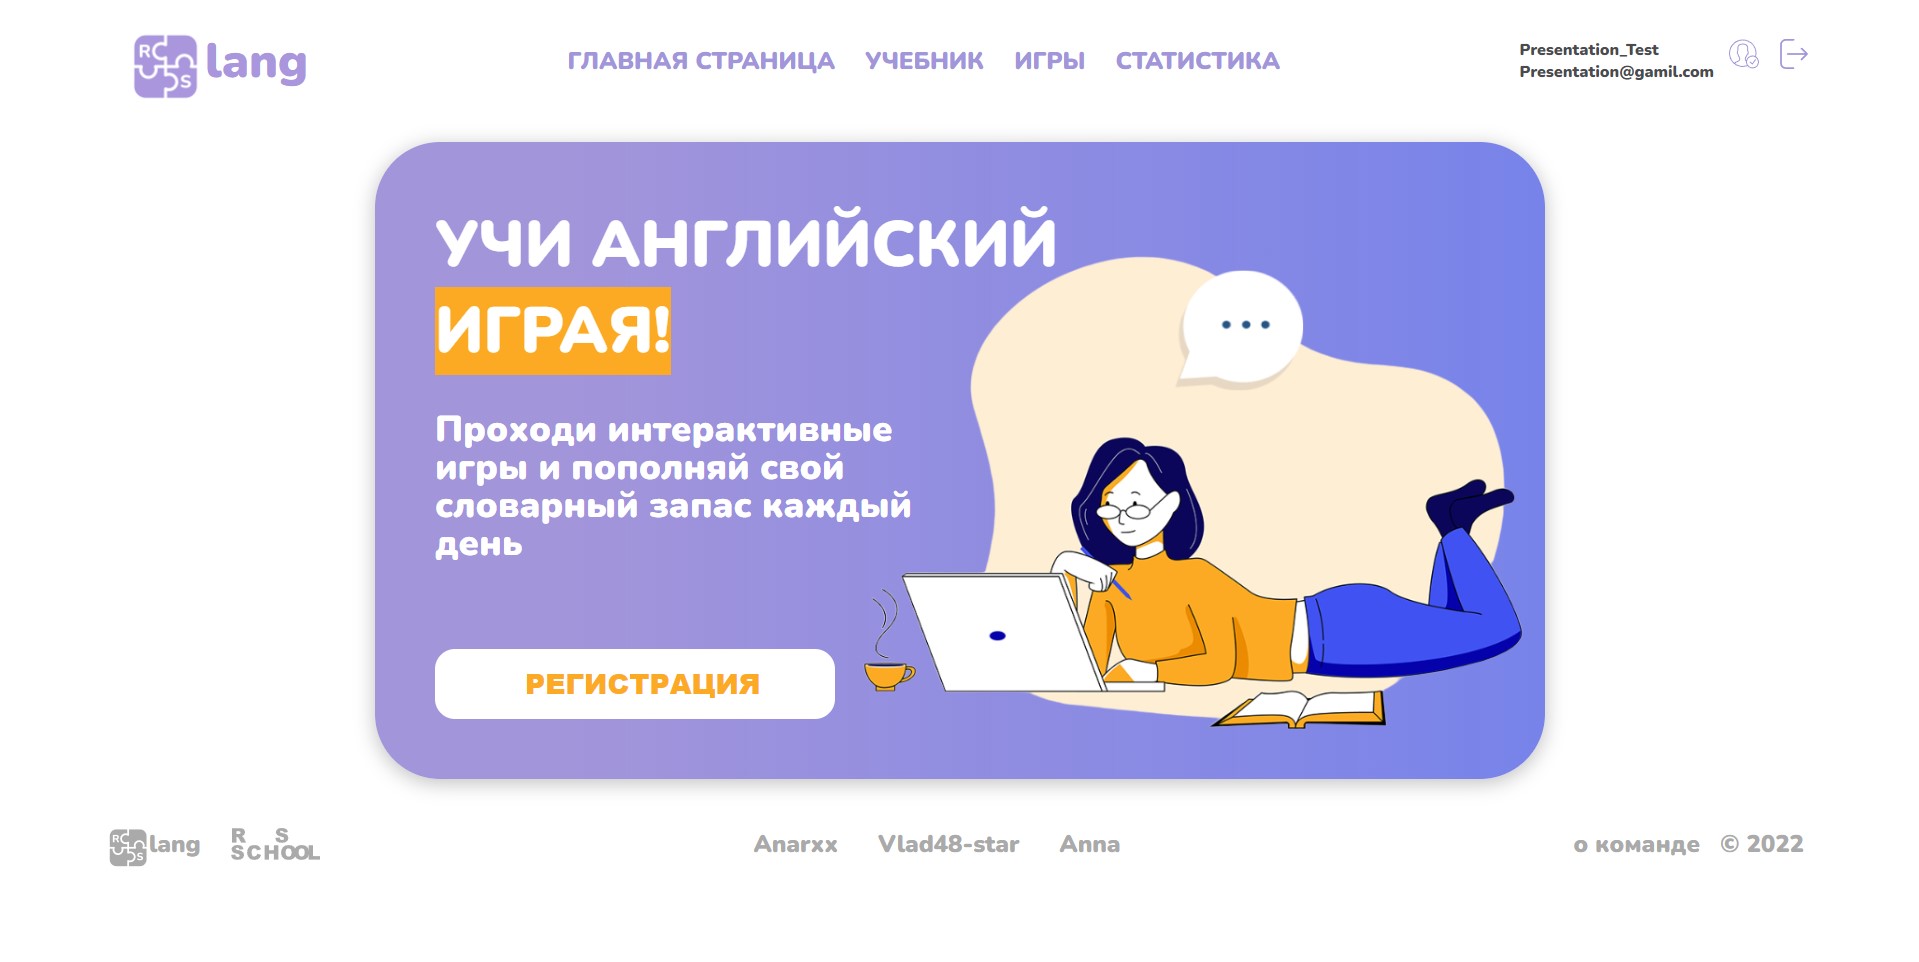 RS lang
ГЛАВНАЯ СТРАНИЦА УЧЕБНИК ИГРЫ СТАТИСТИКА
Presentation_Test
Presentation@gamil.com
УЧИ АНГЛИЙСКИЙ
ИГРАЯ!
Проходи интерактивные
игры и пополняй свой
словарный запас каждый
день
РЕГИСТРАЦИЯ
RS lang
R S
SCHOOL
Anarxx Vlad48-star Anna
о команде © 2022